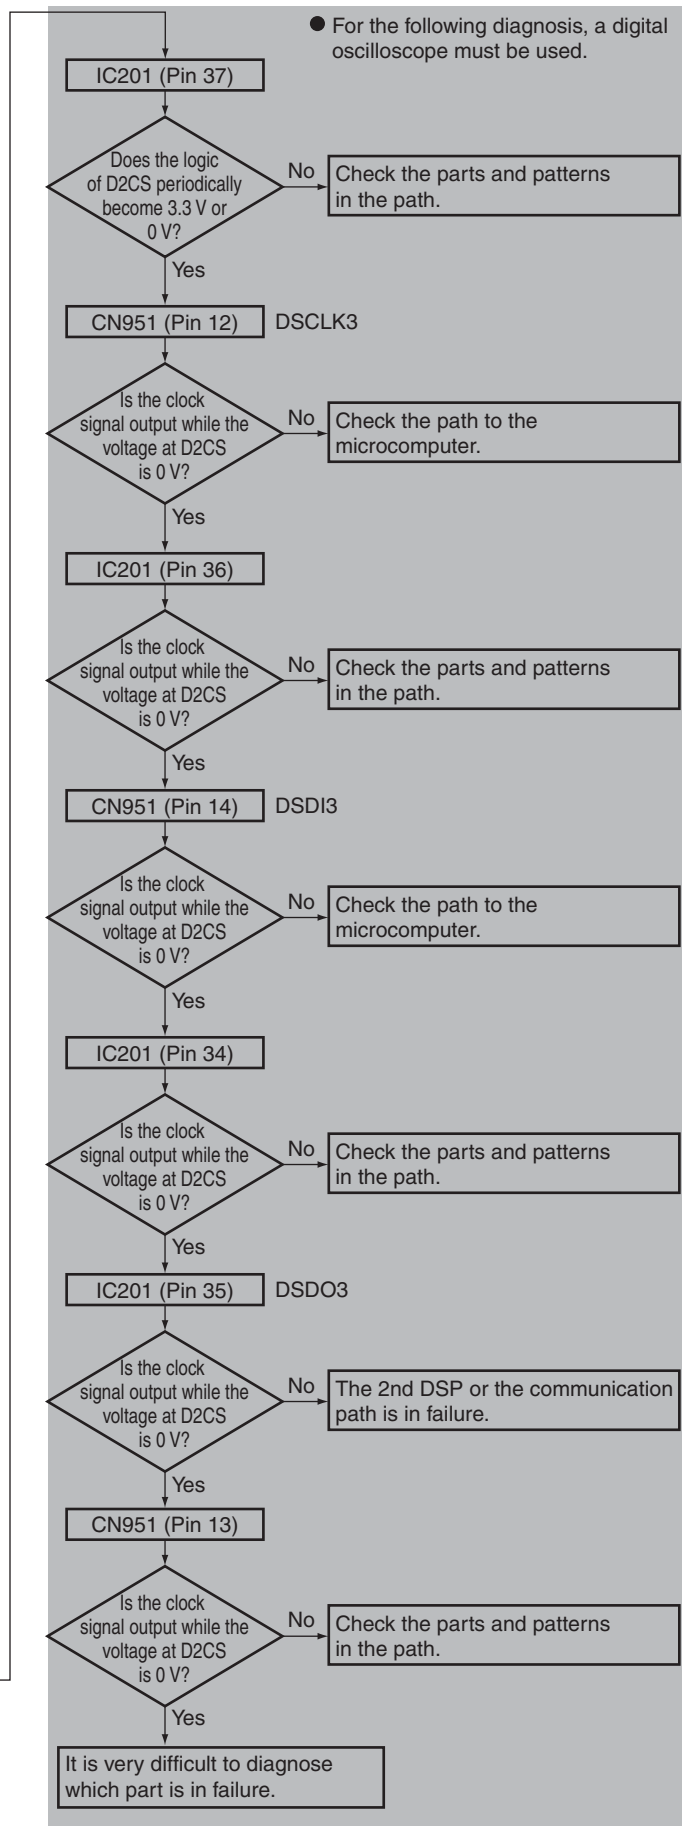 ● For the following diagnosis, a digital
oscilloscope must be used.
IC201 (Pin 37)
Does the logic
of D2CS periodically
become 3.3 V or
0 V?
No
Check the parts and patterns
in the path.
Yes
CN951 (Pin 12)
DSCLK3
Is the clock
signal output while the
voltage at D2CS
is 0 V?
No
Check the path to the
microcomputer.
Yes
IC201 (Pin 36)
Is the clock
signal output while the
voltage at D2CS
is 0 V?
No
Check the parts and patterns
in the path.
Yes
CN951 (Pin 14)
DSDI3
Is the clock
signal output while the
voltage at D2CS
is 0 V?
No
Check the path to the
microcomputer.
Yes
IC201 (Pin 34)
Is the clock
signal output while the
voltage at D2CS
is 0 V?
No
Check the parts and patterns
in the path.
Yes
IC201 (Pin 35)
DSDO3
Is the clock
signal output while the
voltage at D2CS
is 0 V?
No
The 2nd DSP or the communication
path is in failure.
Yes
CN951 (Pin 13)
Is the clock
signal output while the
voltage at D2CS
is 0 V?
No
Check the parts and patterns
in the path.
Yes
It is very difficult to diagnose
which part is in failure.